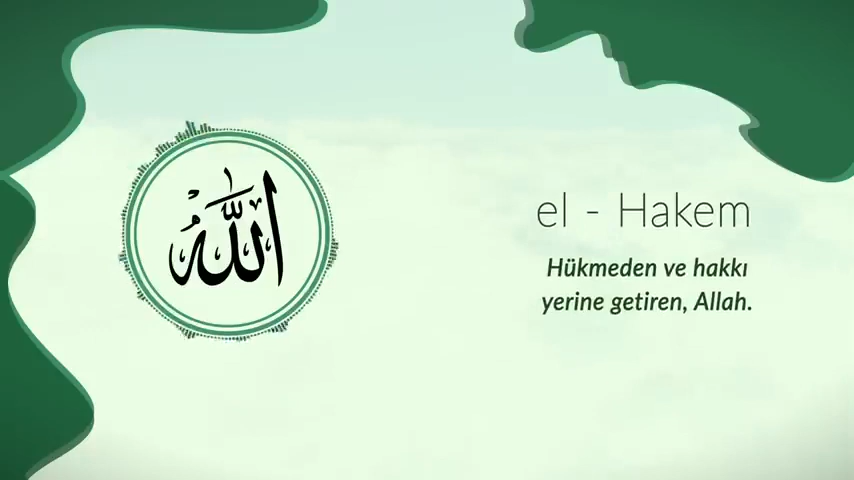 الله
el - Hakem
Hükmeden ve hakkı
yerine getiren, Allah.